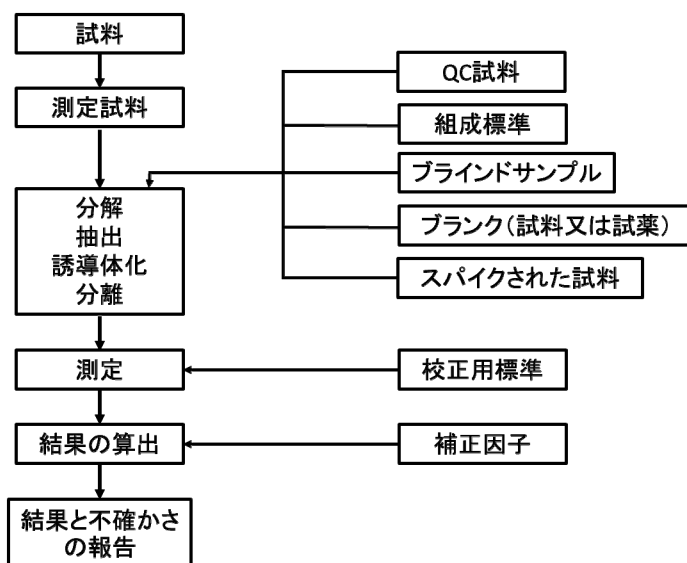 試料
測定試料
分解
抽出
誘導体化
分離
測定
結果の算出
結果と不確かさ
の報告
QC試料
組成標準
ブラインドサンプル
ブランク(試料又は試薬)
スパイクされた試料
校正用標準
補正因子